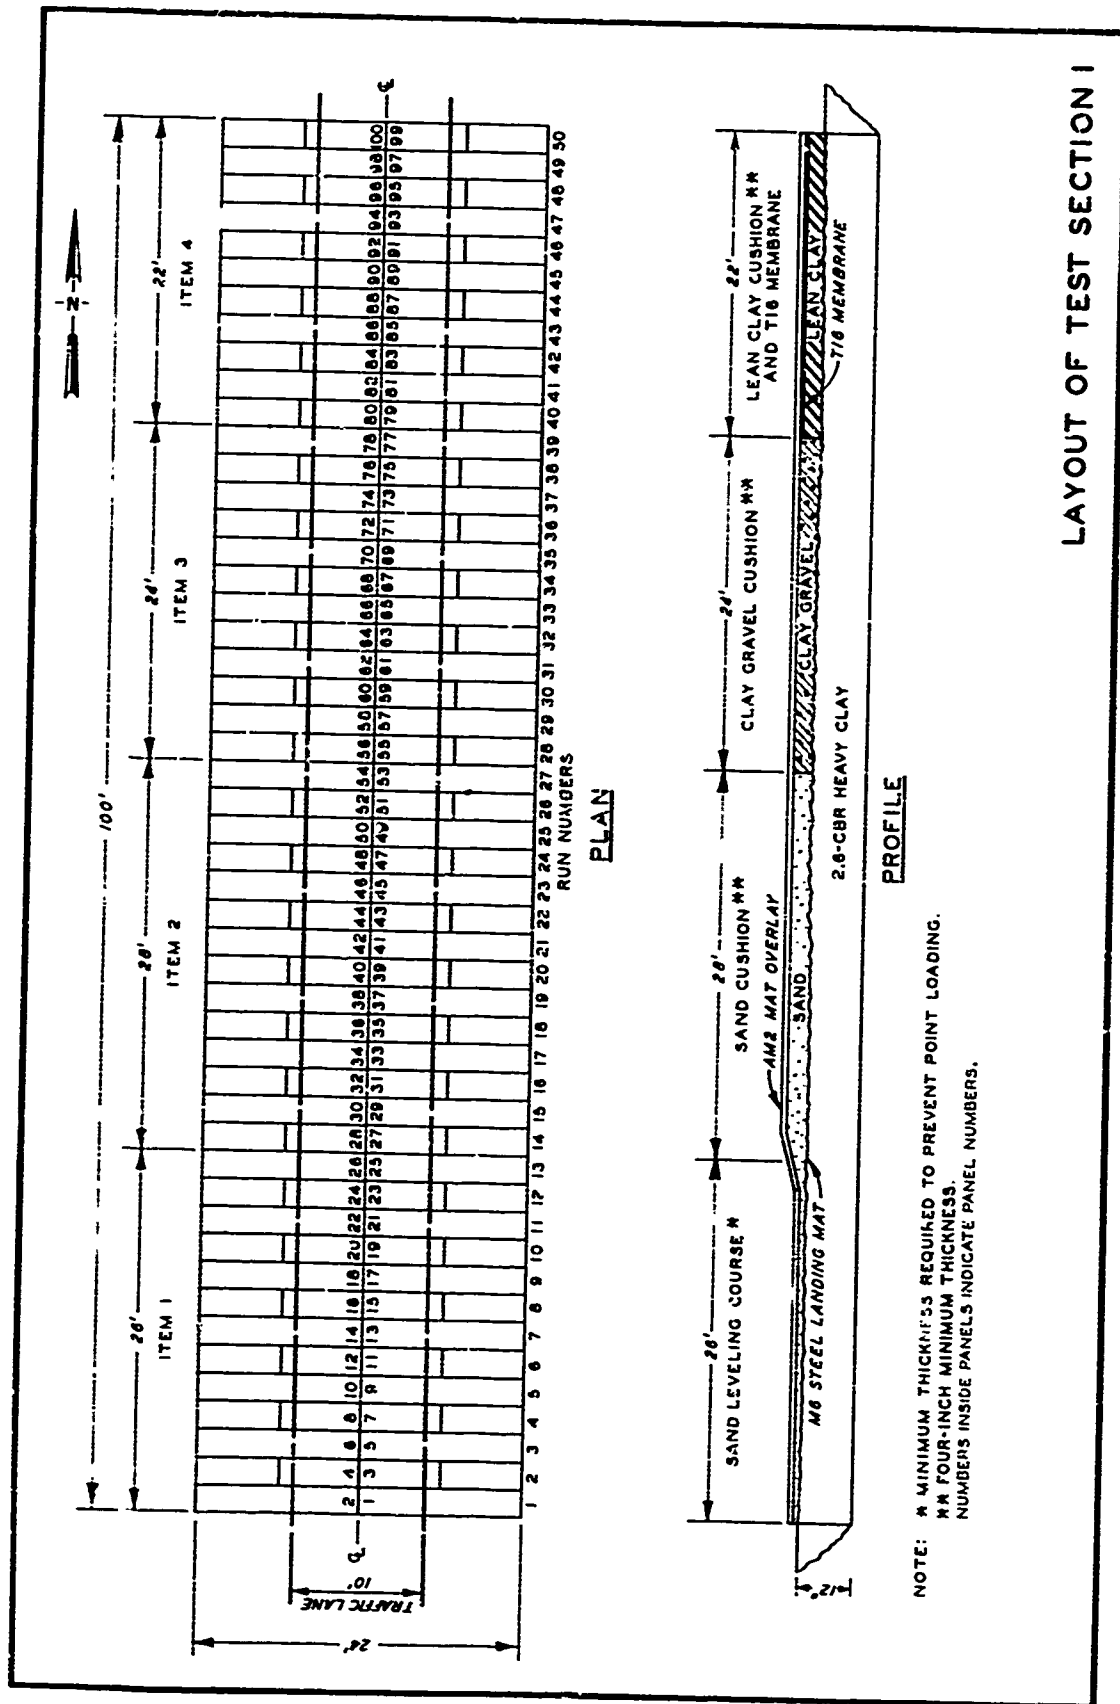 -N-
100'
26'
28'
24'
22'
ITEM 1
ITEM 2
ITEM 3
ITEM 4
24'
TRAFFIC LANE
10'
2 4 6 8 10 12 14 16 18 20 22 24 26 28 30 32 34 36 38 40 42 44 46 48 50 52 54 56 58 60 62 64 66 68 70 72 74 76 78 80 82 84 86 88 90 92 94 96 98 100
1 3 5 7 9 11 13 15 17 19 21 23 25 27 29 31 33 35 37 39 41 43 45 47 49 51 53 55 57 59 61 63 65 67 69 71 73 75 77 79 81 83 85 87 89 91 93 95 97 99
1 2 3 4 5 6 7 8 9 10 11 12 13 14 15 16 17 18 19 20 21 22 23 24 25 26 27 28 29 30 31 32 33 34 35 36 37 38 39 40 41 42 43 44 45 46 47 48 49 50
RUN NUMBERS
PLAN
26'
28'
24'
22'
SAND LEVELING COURSE *
SAND CUSHION **
CLAY GRAVEL CUSHION **
LEAN CLAY CUSHION **
AND T16 MEMBRANE
AM2 MAT OVERLAY
SAND
CLAY GRAVEL
LEAN CLAY
T16 MEMBRANE
M6 STEEL LANDING MAT
2.6-CBR HEAVY CLAY
12"
PROFILE
NOTE: * MINIMUM THICKNESS REQUIRED TO PREVENT POINT LOADING.
** FOUR-INCH MINIMUM THICKNESS.
NUMBERS INSIDE PANELS INDICATE PANEL NUMBERS.
LAYOUT OF TEST SECTION 1